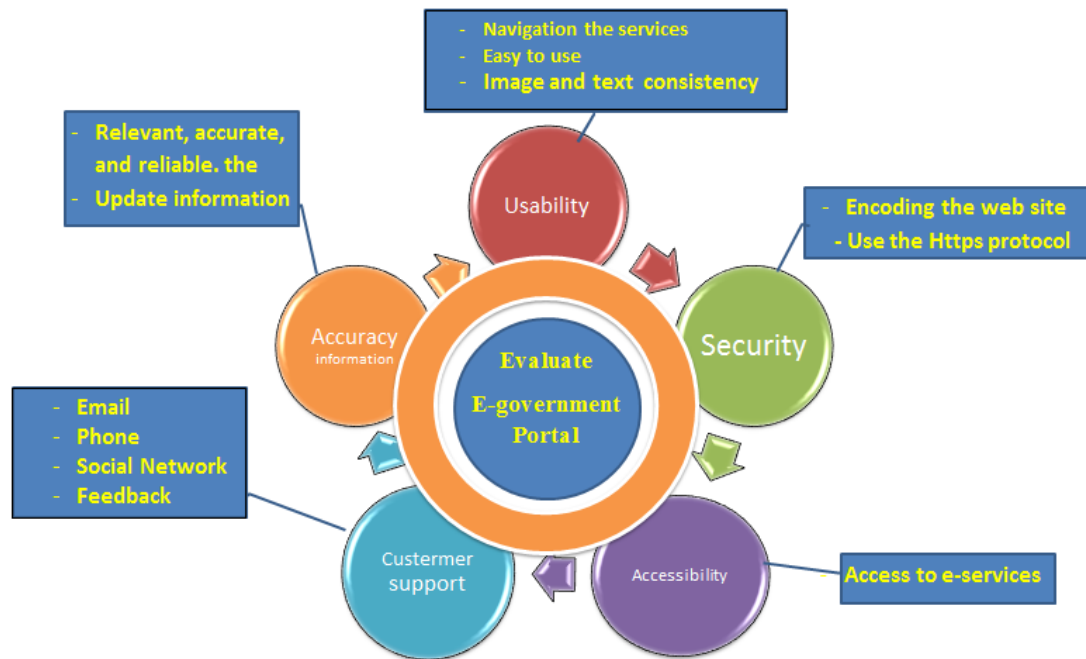 - Navigation the services
- Easy to use
- Image and text consistency
- Relevant, accurate,
and reliable. the
- Update information
Usability
- Encoding the web site
- Use the Https protocol
Accuracy
information
Security
Evaluate
E-government
Portal
- Email
- Phone
- Social Network
- Feedback
Custermer
support
Accessibility
- Access to e-services